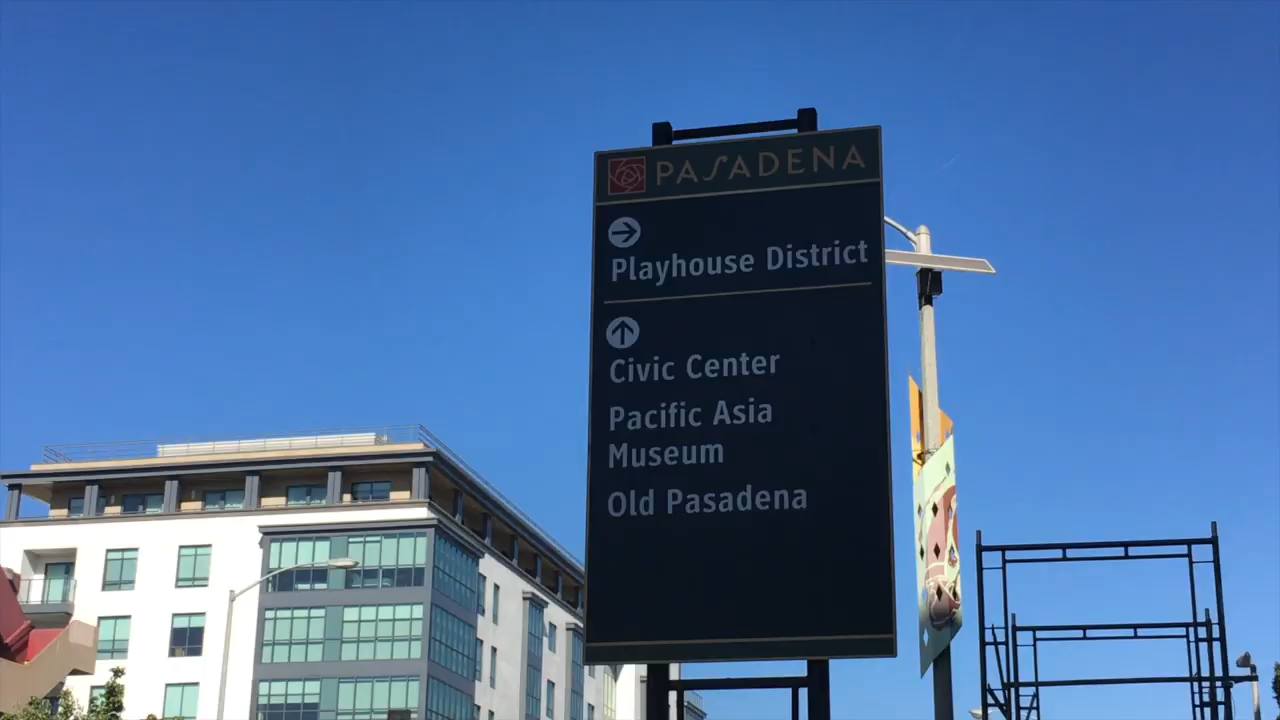 PASADENA
Playhouse District
Civic Center
Pacific Asia
Museum
Old Pasadena